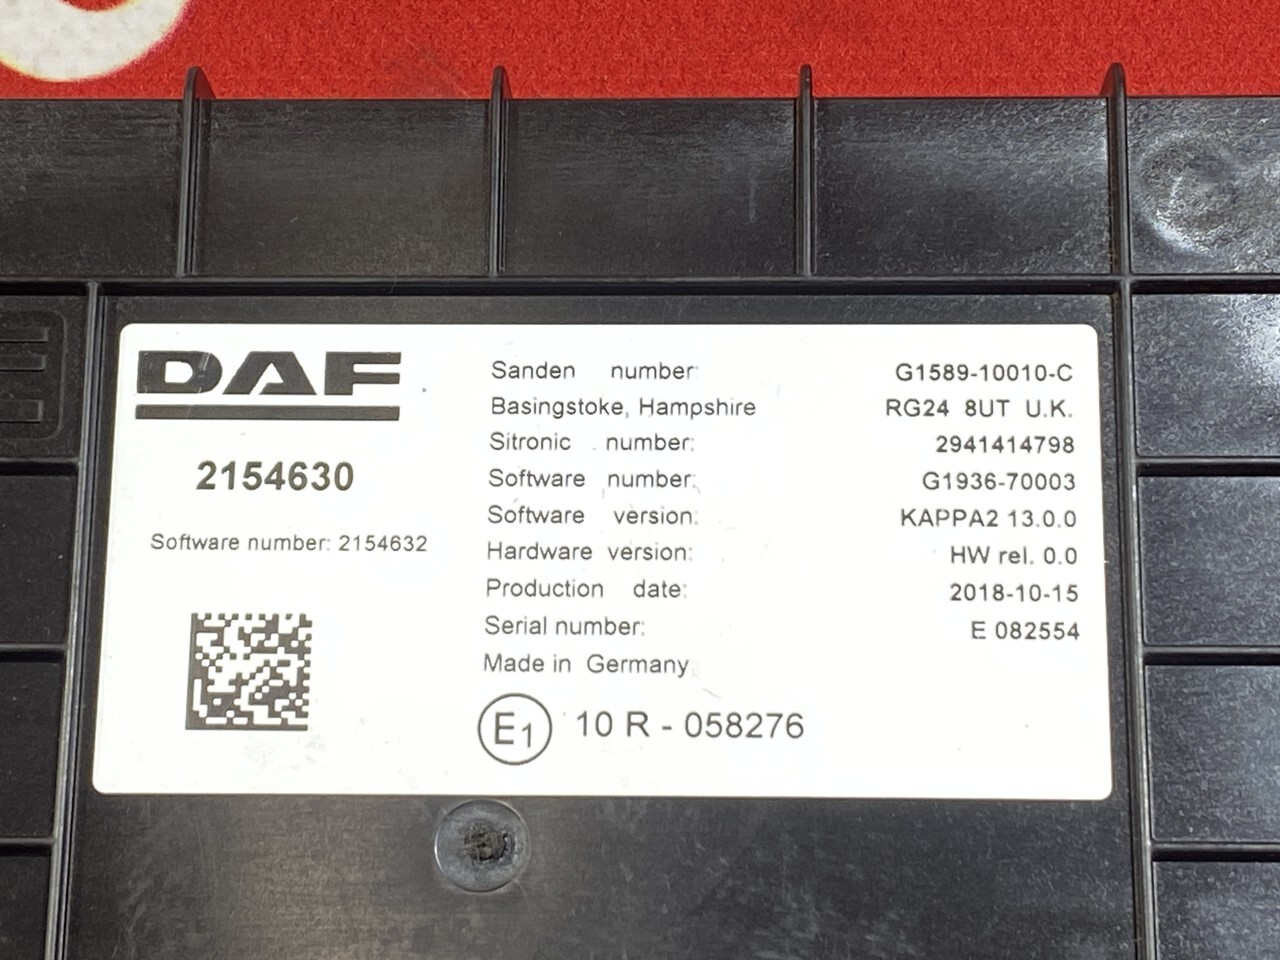 DAF
2154630
Software number: 2154632
Sanden number: G1589-10010-C
Basingstoke, Hampshire RG24 8UT U.K.
Sitronic number: 2941414798
Software number: G1936-70003
Software version: KAPPA2 13.0.0
Hardware version: HW rel. 0.0
Production date: 2018-10-15
Serial number: E 082554
Made in Germany
E1 10 R - 058276